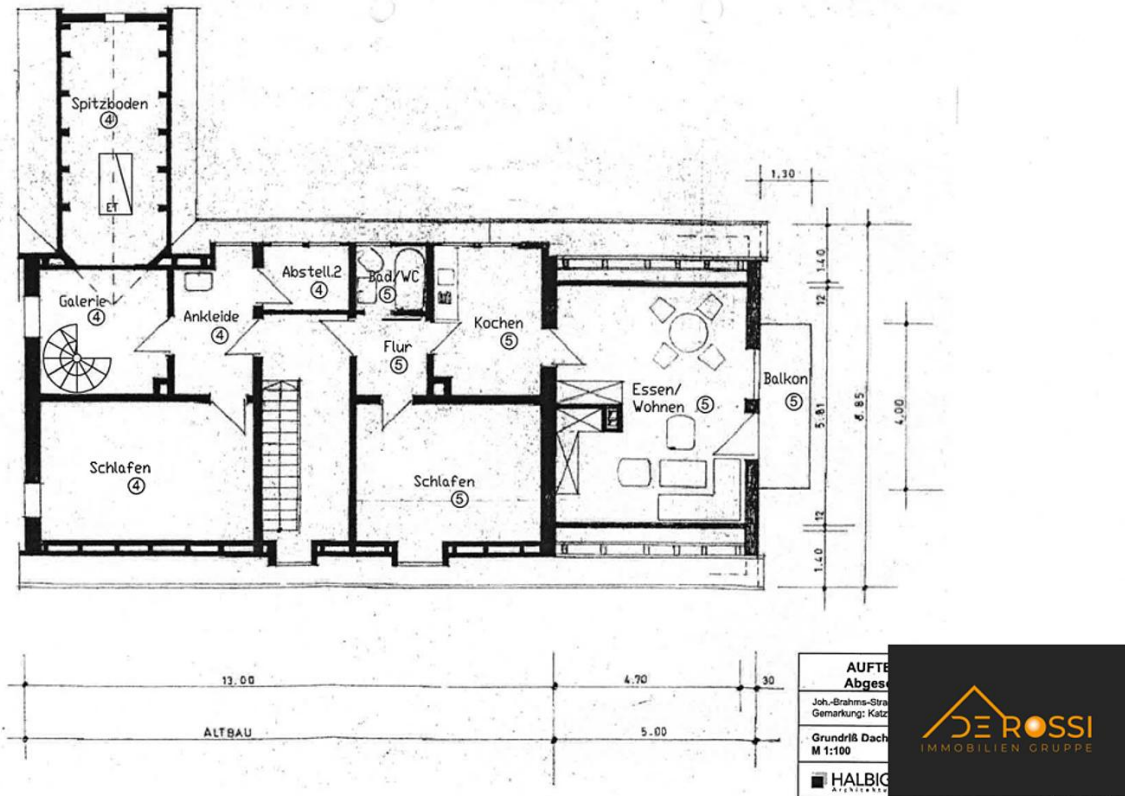 Spitzboden
④
ET
1,30
Abstell.2
④
Bad/WC
⑤
Galerie
④
Ankleide
④
Kochen
⑤
Flur
⑤
Essen/
Wohnen ⑤
Balkon
⑤
Schlafen
④
Schlafen
⑤
1.40
12
5.81
8.85
4.00
12
1.40
13.00
4.70
30
ALTBAU
5.00
AUFTE
Abges
Joh.-Brahms-Stra
Gemarkung: Katz
Grundriß Dach
M 1:100
HALBIG
Architektu
DE ROSSI
IMMOBILIEN GRUPPE